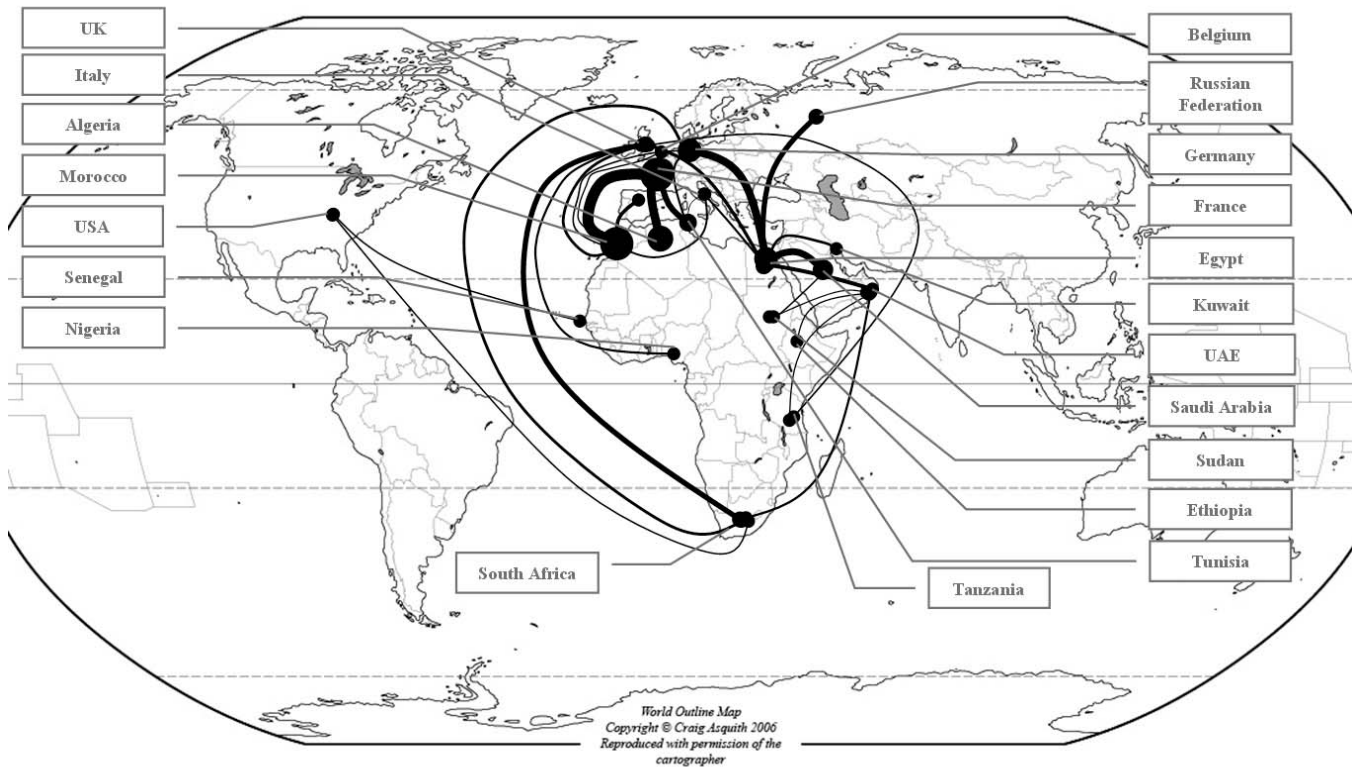 UK
Italy
Algeria
Morocco
USA
Senegal
Nigeria
South Africa
Belgium
Russian
Federation
Germany
France
Egypt
Kuwait
UAE
Saudi Arabia
Sudan
Ethiopia
Tunisia
Tanzania
World Outline Map
Copyright © Craig Asquith 2006
Reproduced with permission of the
cartographer